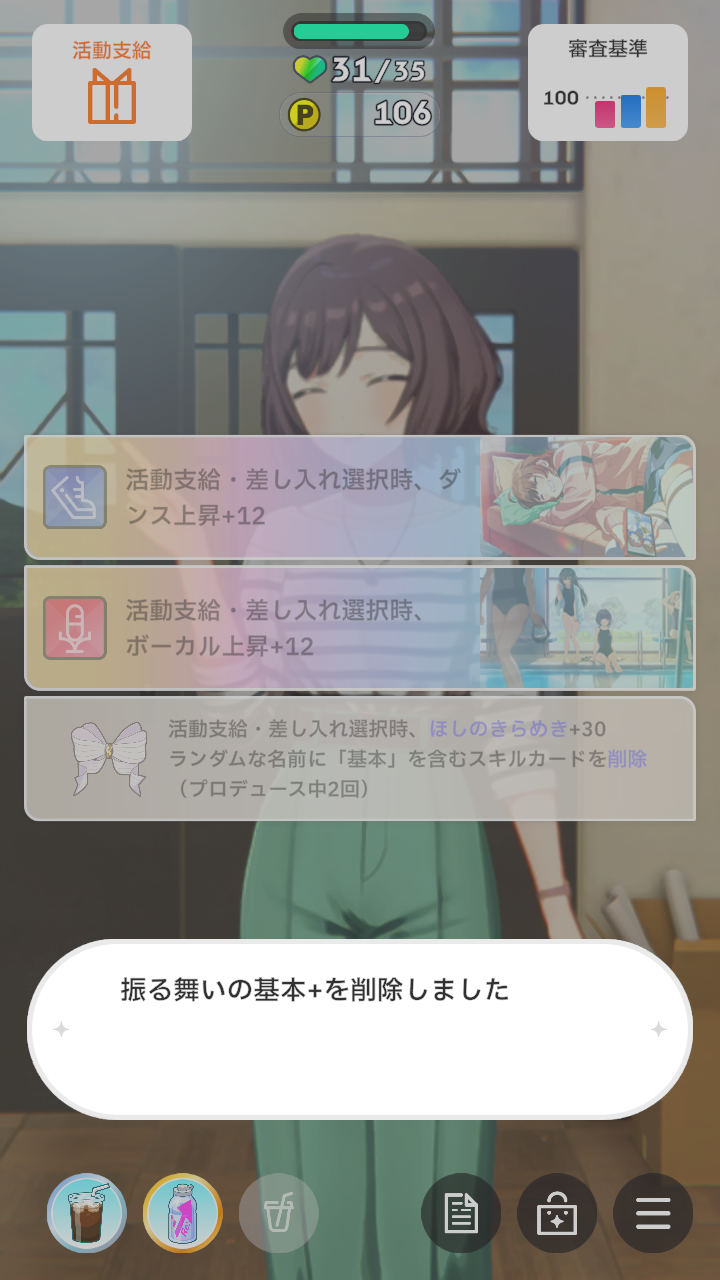 活動支給
31/35
P 106
審査基準
100
活動支給・差し入れ選択時、ダ
ンス上昇+12
活動支給・差し入れ選択時、
ボーカル上昇+12
活動支給・差し入れ選択時、ほしのきらめき+30
ランダムな名前に「基本」を含むスキルカードを削除
（プロデュース中2回）
振る舞いの基本+を削除しました